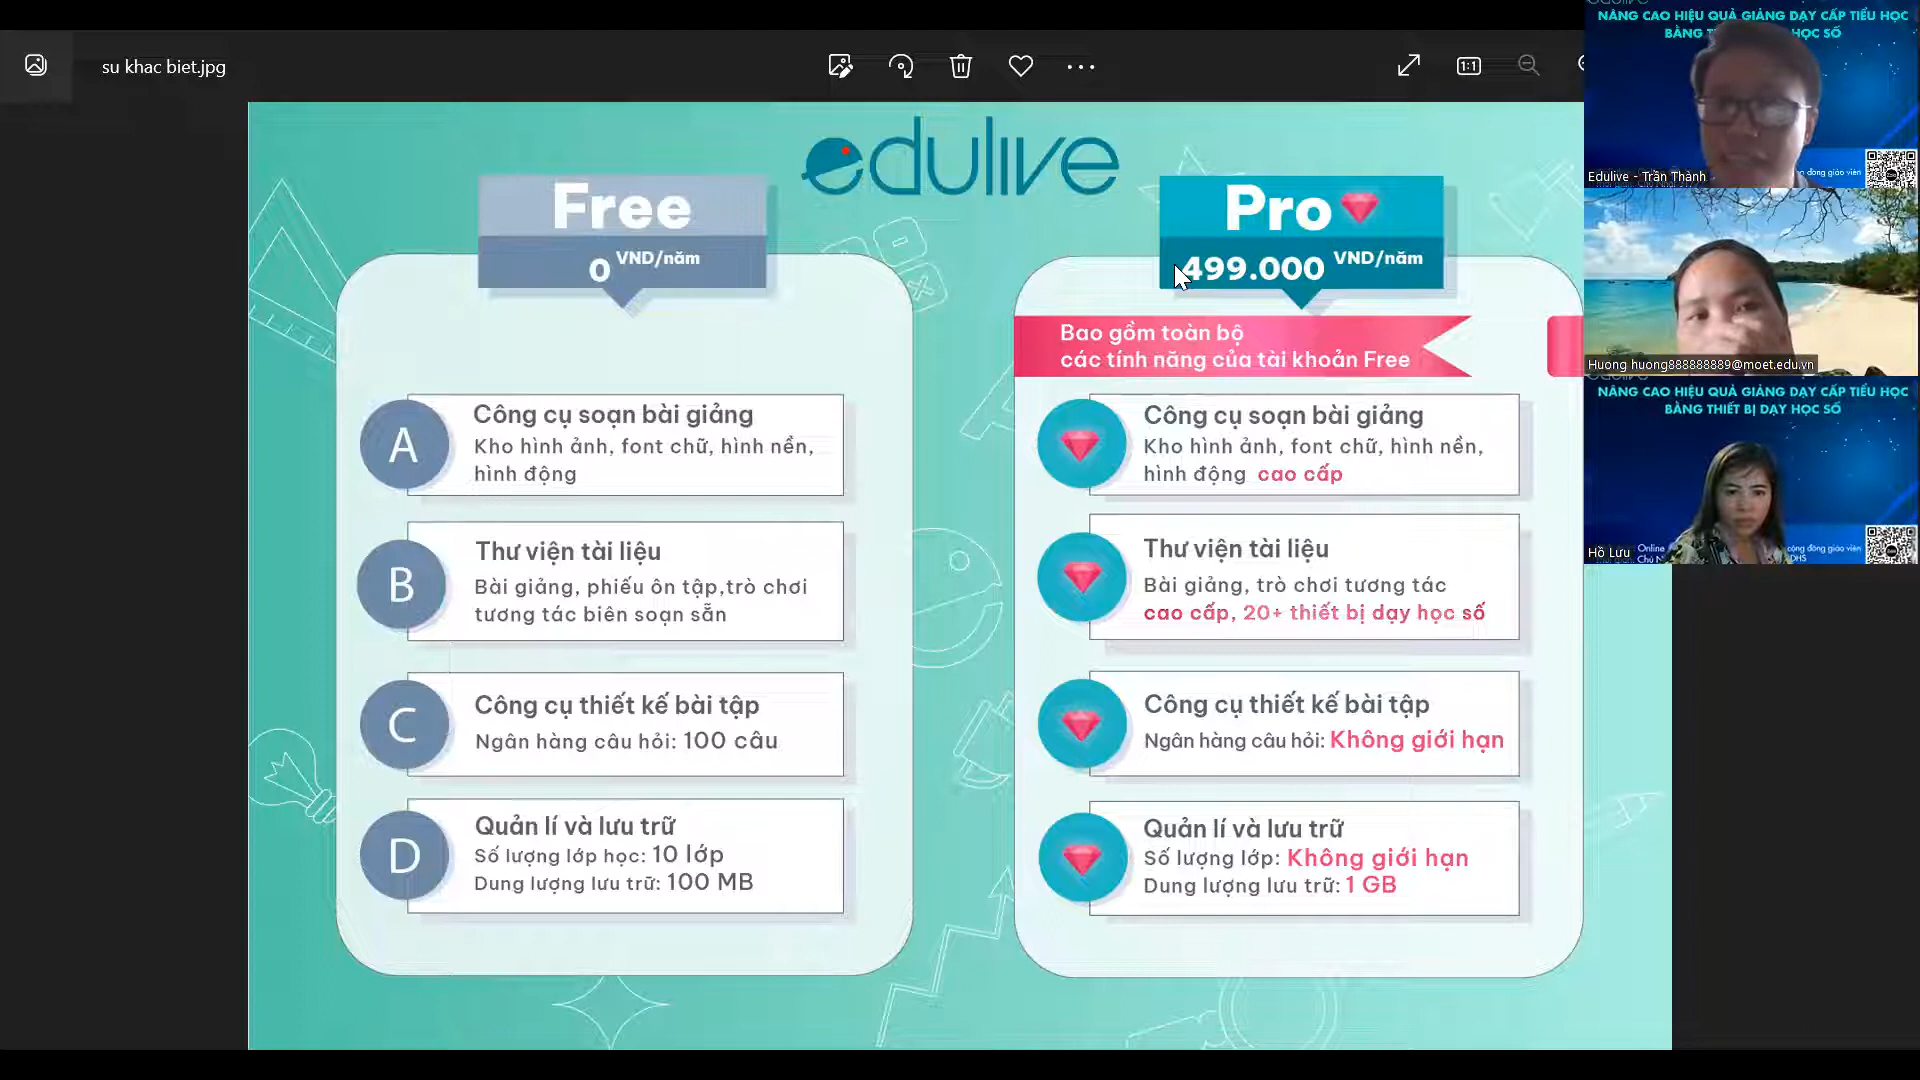 su khac biet.jpg
edulive
Free
0 VND/năm
Công cụ soạn bài giảng
Kho hình ảnh, font chữ, hình nền,
hình động
A
Thư viện tài liệu
Bài giảng, phiếu ôn tập,trò chơi
tương tác biên soạn sẵn
B
Công cụ thiết kế bài tập
Ngân hàng câu hỏi: 100 câu
C
Quản lí và lưu trữ
Số lượng lớp học: 10 lớp
Dung lượng lưu trữ: 100 MB
D
Pro
499.000 VND/năm
Bao gồm toàn bộ
các tính năng của tài khoản Free
Công cụ soạn bài giảng
Kho hình ảnh, font chữ, hình nền,
hình động cao cấp
Thư viện tài liệu
Bài giảng, trò chơi tương tác
cao cấp, 20+ thiết bị dạy học số
Công cụ thiết kế bài tập
Ngân hàng câu hỏi: Không giới hạn
Quản lí và lưu trữ
Số lượng lớp: Không giới hạn
Dung lượng lưu trữ: 1 GB
1:1
NÂNG CAO HIỆU QUẢ GIẢNG DẠY CẤP TIỂU HỌC
BẰNG HỌC SỐ
Edulive - Trần Thành
đồng giáo viên
Huong huong888888889@moet.edu.vn
NÂNG CAO HIỆU QUẢ GIẢNG DẠY CẤP TIỂU HỌC
BẰNG THIẾT BỊ DẠY HỌC SỐ
Hồ Lưu
Online
cộng đồng giáo viên